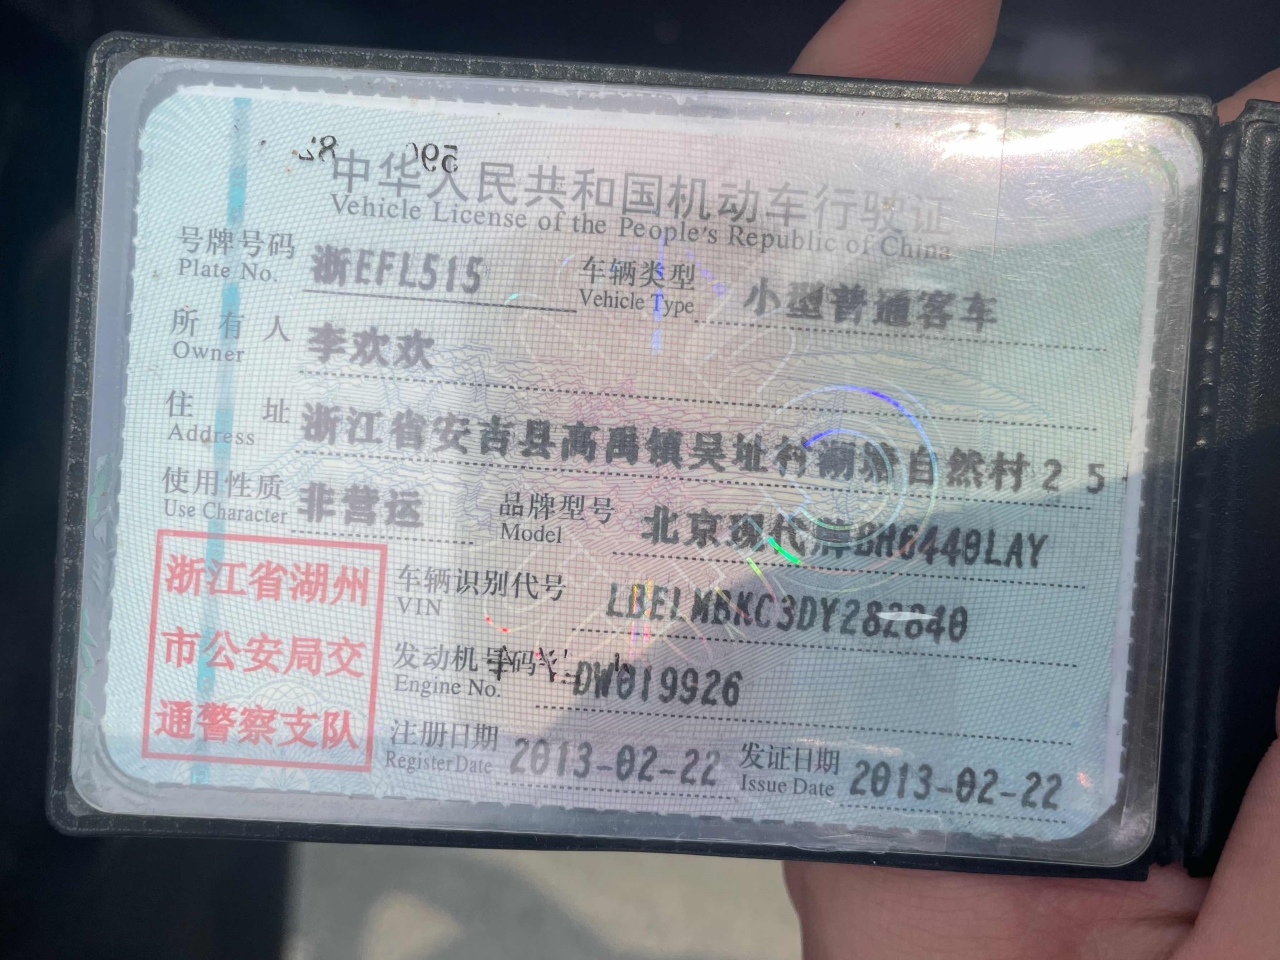 中华人民共和国机动车行驶证
Vehicle License of the People's Republic of China
号牌号码 浙EFL515 车辆类型 小型普通客车
Plate No. Vehicle Type
所有人 李欢欢
Owner
住址 浙江省安吉县高禹镇吴址村湖塘自然村25
Address
使用性质 非营运 品牌型号 北京现代牌BH6440LAY
Use Character Model
浙江省湖州
市公安局交
通警察支队
车辆识别代号 LBELMBKC3DY282840
VIN
发动机号码 DW019926
Engine No.
注册日期 2013-02-22 发证日期 2013-02-22
Register Date Issue Date